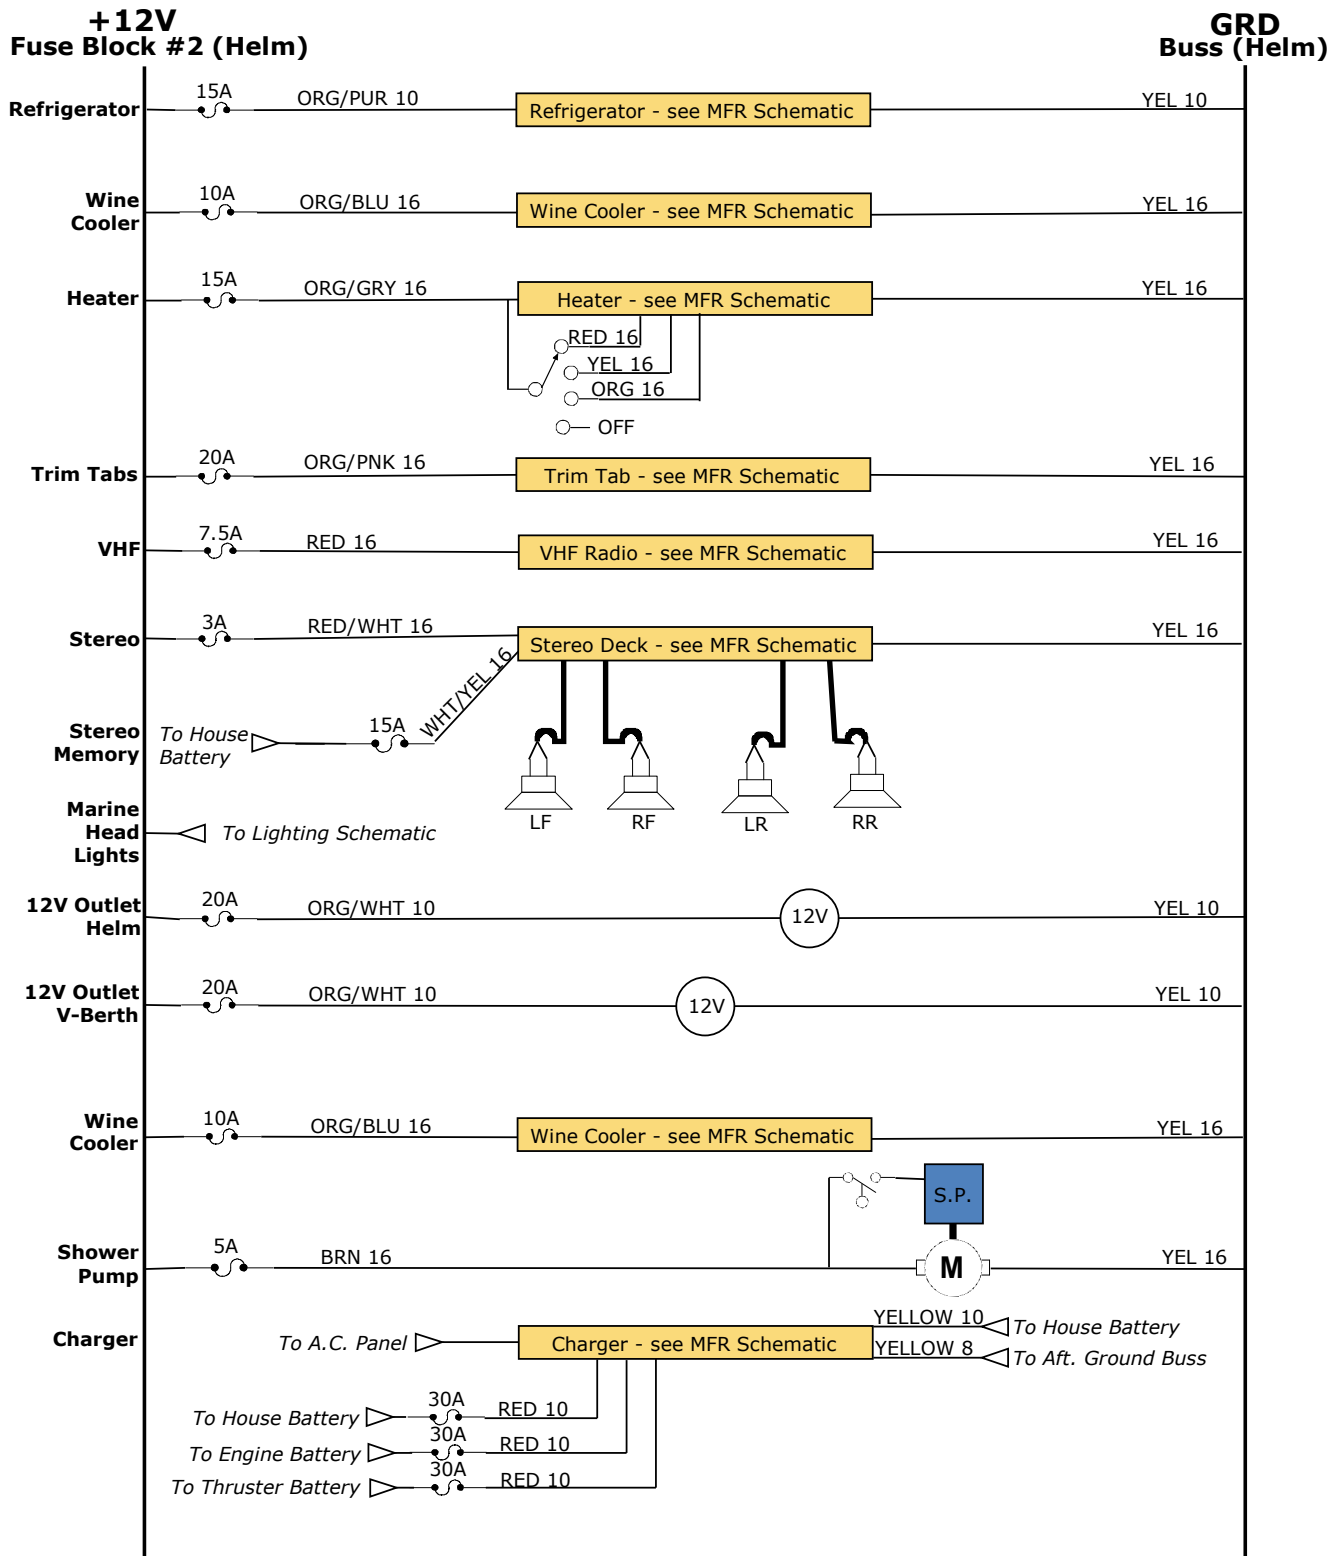 +12V
Fuse Block #2 (Helm)
GRD
Buss (Helm)
Refrigerator
15A
ORG/PUR 10
Refrigerator - see MFR Schematic
YEL 10
Wine
Cooler
10A
ORG/BLU 16
Wine Cooler - see MFR Schematic
YEL 16
Heater
15A
ORG/GRY 16
Heater - see MFR Schematic
YEL 16
RED 16
YEL 16
ORG 16
OFF
Trim Tabs
20A
ORG/PNK 16
Trim Tab - see MFR Schematic
YEL 16
VHF
7.5A
RED 16
VHF Radio - see MFR Schematic
YEL 16
Stereo
3A
RED/WHT 16
Stereo Deck - see MFR Schematic
YEL 16
Stereo
Memory
To House
Battery
15A
WHT/YEL 16
LF
RF
LR
RR
Marine
Head
Lights
To Lighting Schematic
12V Outlet
Helm
20A
ORG/WHT 10
12V
YEL 10
12V Outlet
V-Berth
20A
ORG/WHT 10
12V
YEL 10
Wine
Cooler
10A
ORG/BLU 16
Wine Cooler - see MFR Schematic
YEL 16
S.P.
Shower
Pump
5A
BRN 16
M
YEL 16
Charger
To A.C. Panel
Charger - see MFR Schematic
YELLOW 10
To House Battery
YELLOW 8
To Aft. Ground Buss
To House Battery
30A
RED 10
To Engine Battery
30A
RED 10
To Thruster Battery
30A
RED 10